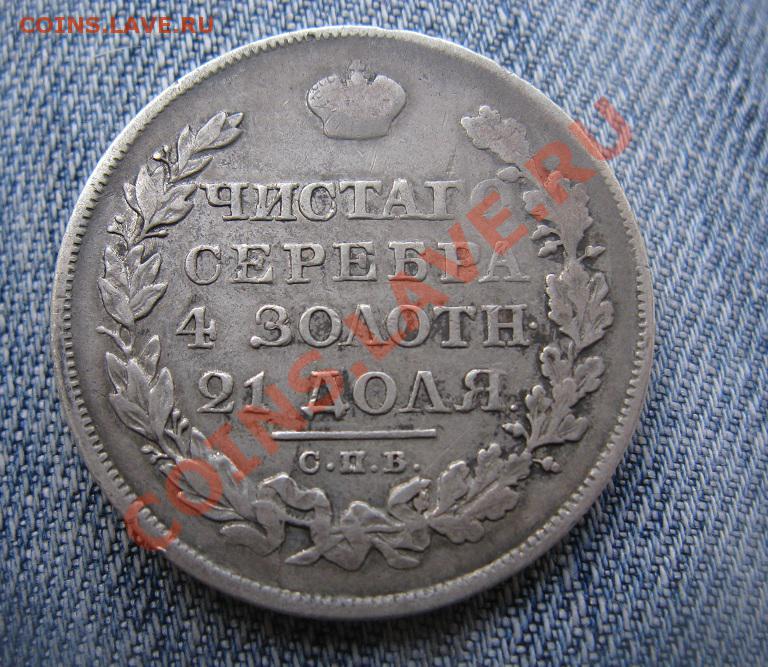 COINS.LAVE.RU
ЧИСТАГО
СЕРЕБРА
4 ЗОЛОТН.
21 ДОЛЯ.
С.П.Б.
COINS.LAVE.RU